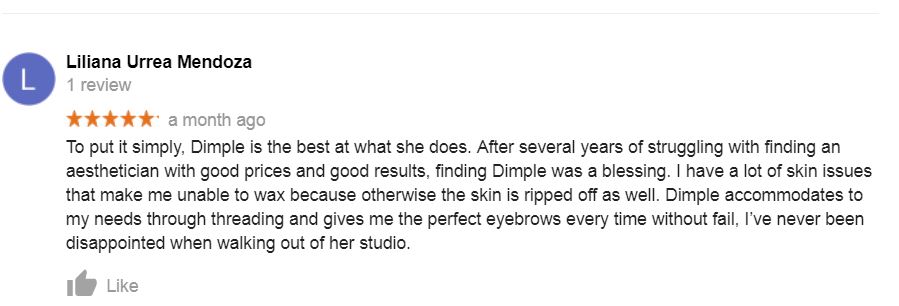 L
Liliana Urrea Mendoza
1 review
a month ago
To put it simply, Dimple is the best at what she does. After several years of struggling with finding an
aesthetician with good prices and good results, finding Dimple was a blessing. I have a lot of skin issues
that make me unable to wax because otherwise the skin is ripped off as well. Dimple accommodates to
my needs through threading and gives me the perfect eyebrows every time without fail, I’ve never been
disappointed when walking out of her studio.
Like